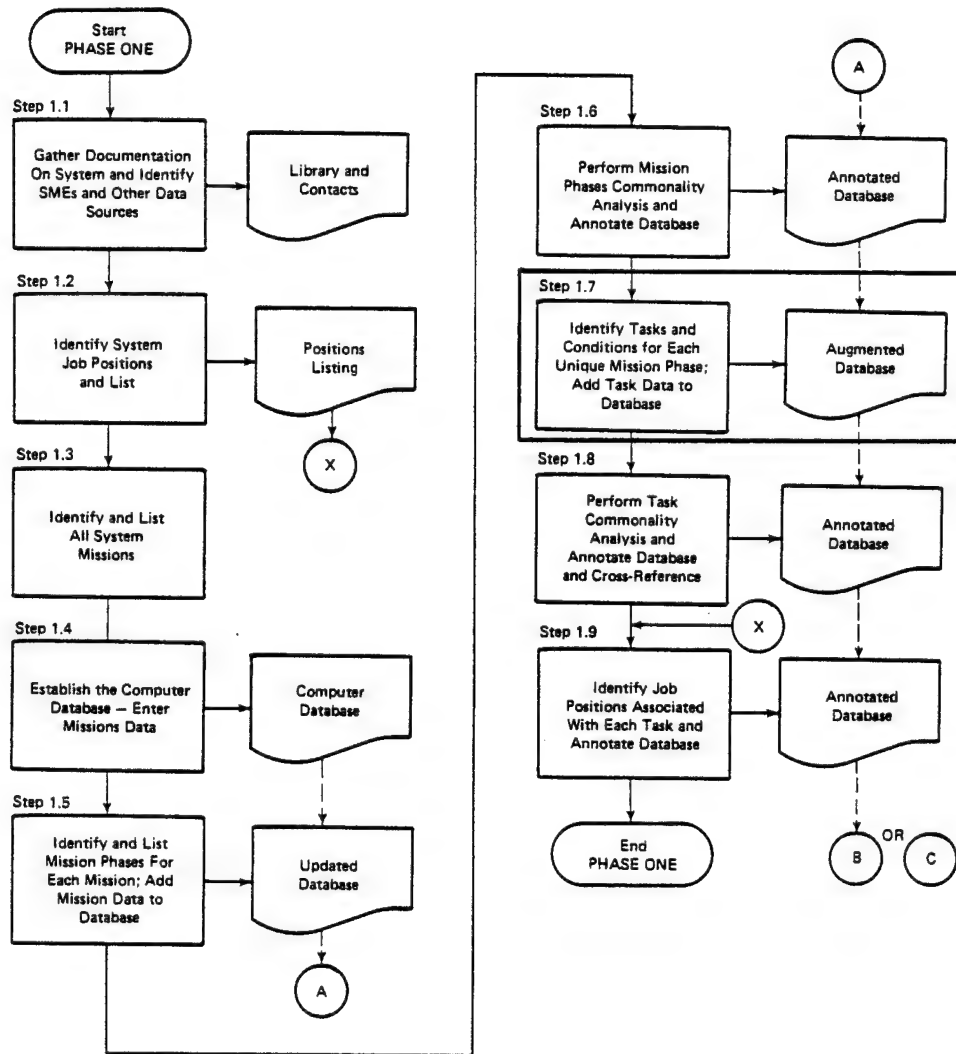 Start
PHASE ONE
Step 1.1
Gather Documentation
On System and Identify
SMEs and Other Data
Sources
Library and
Contacts
Step 1.2
Identify System
Job Positions
and List
Positions
Listing
X
Step 1.3
Identify and List
All System
Missions
Step 1.4
Establish the Computer
Database – Enter
Missions Data
Computer
Database
Step 1.5
Identify and List
Mission Phases For
Each Mission; Add
Mission Data to
Database
Updated
Database
A
A
Step 1.6
Perform Mission
Phases Commonality
Analysis and
Annotate Database
Annotated
Database
Step 1.7
Identify Tasks and
Conditions for Each
Unique Mission Phase;
Add Task Data to
Database
Augmented
Database
Step 1.8
Perform Task
Commonality
Analysis and
Annotate Database
and Cross-Reference
Annotated
Database
X
Step 1.9
Identify Job
Positions Associated
With Each Task and
Annotate Database
Annotated
Database
End
PHASE ONE
B OR C